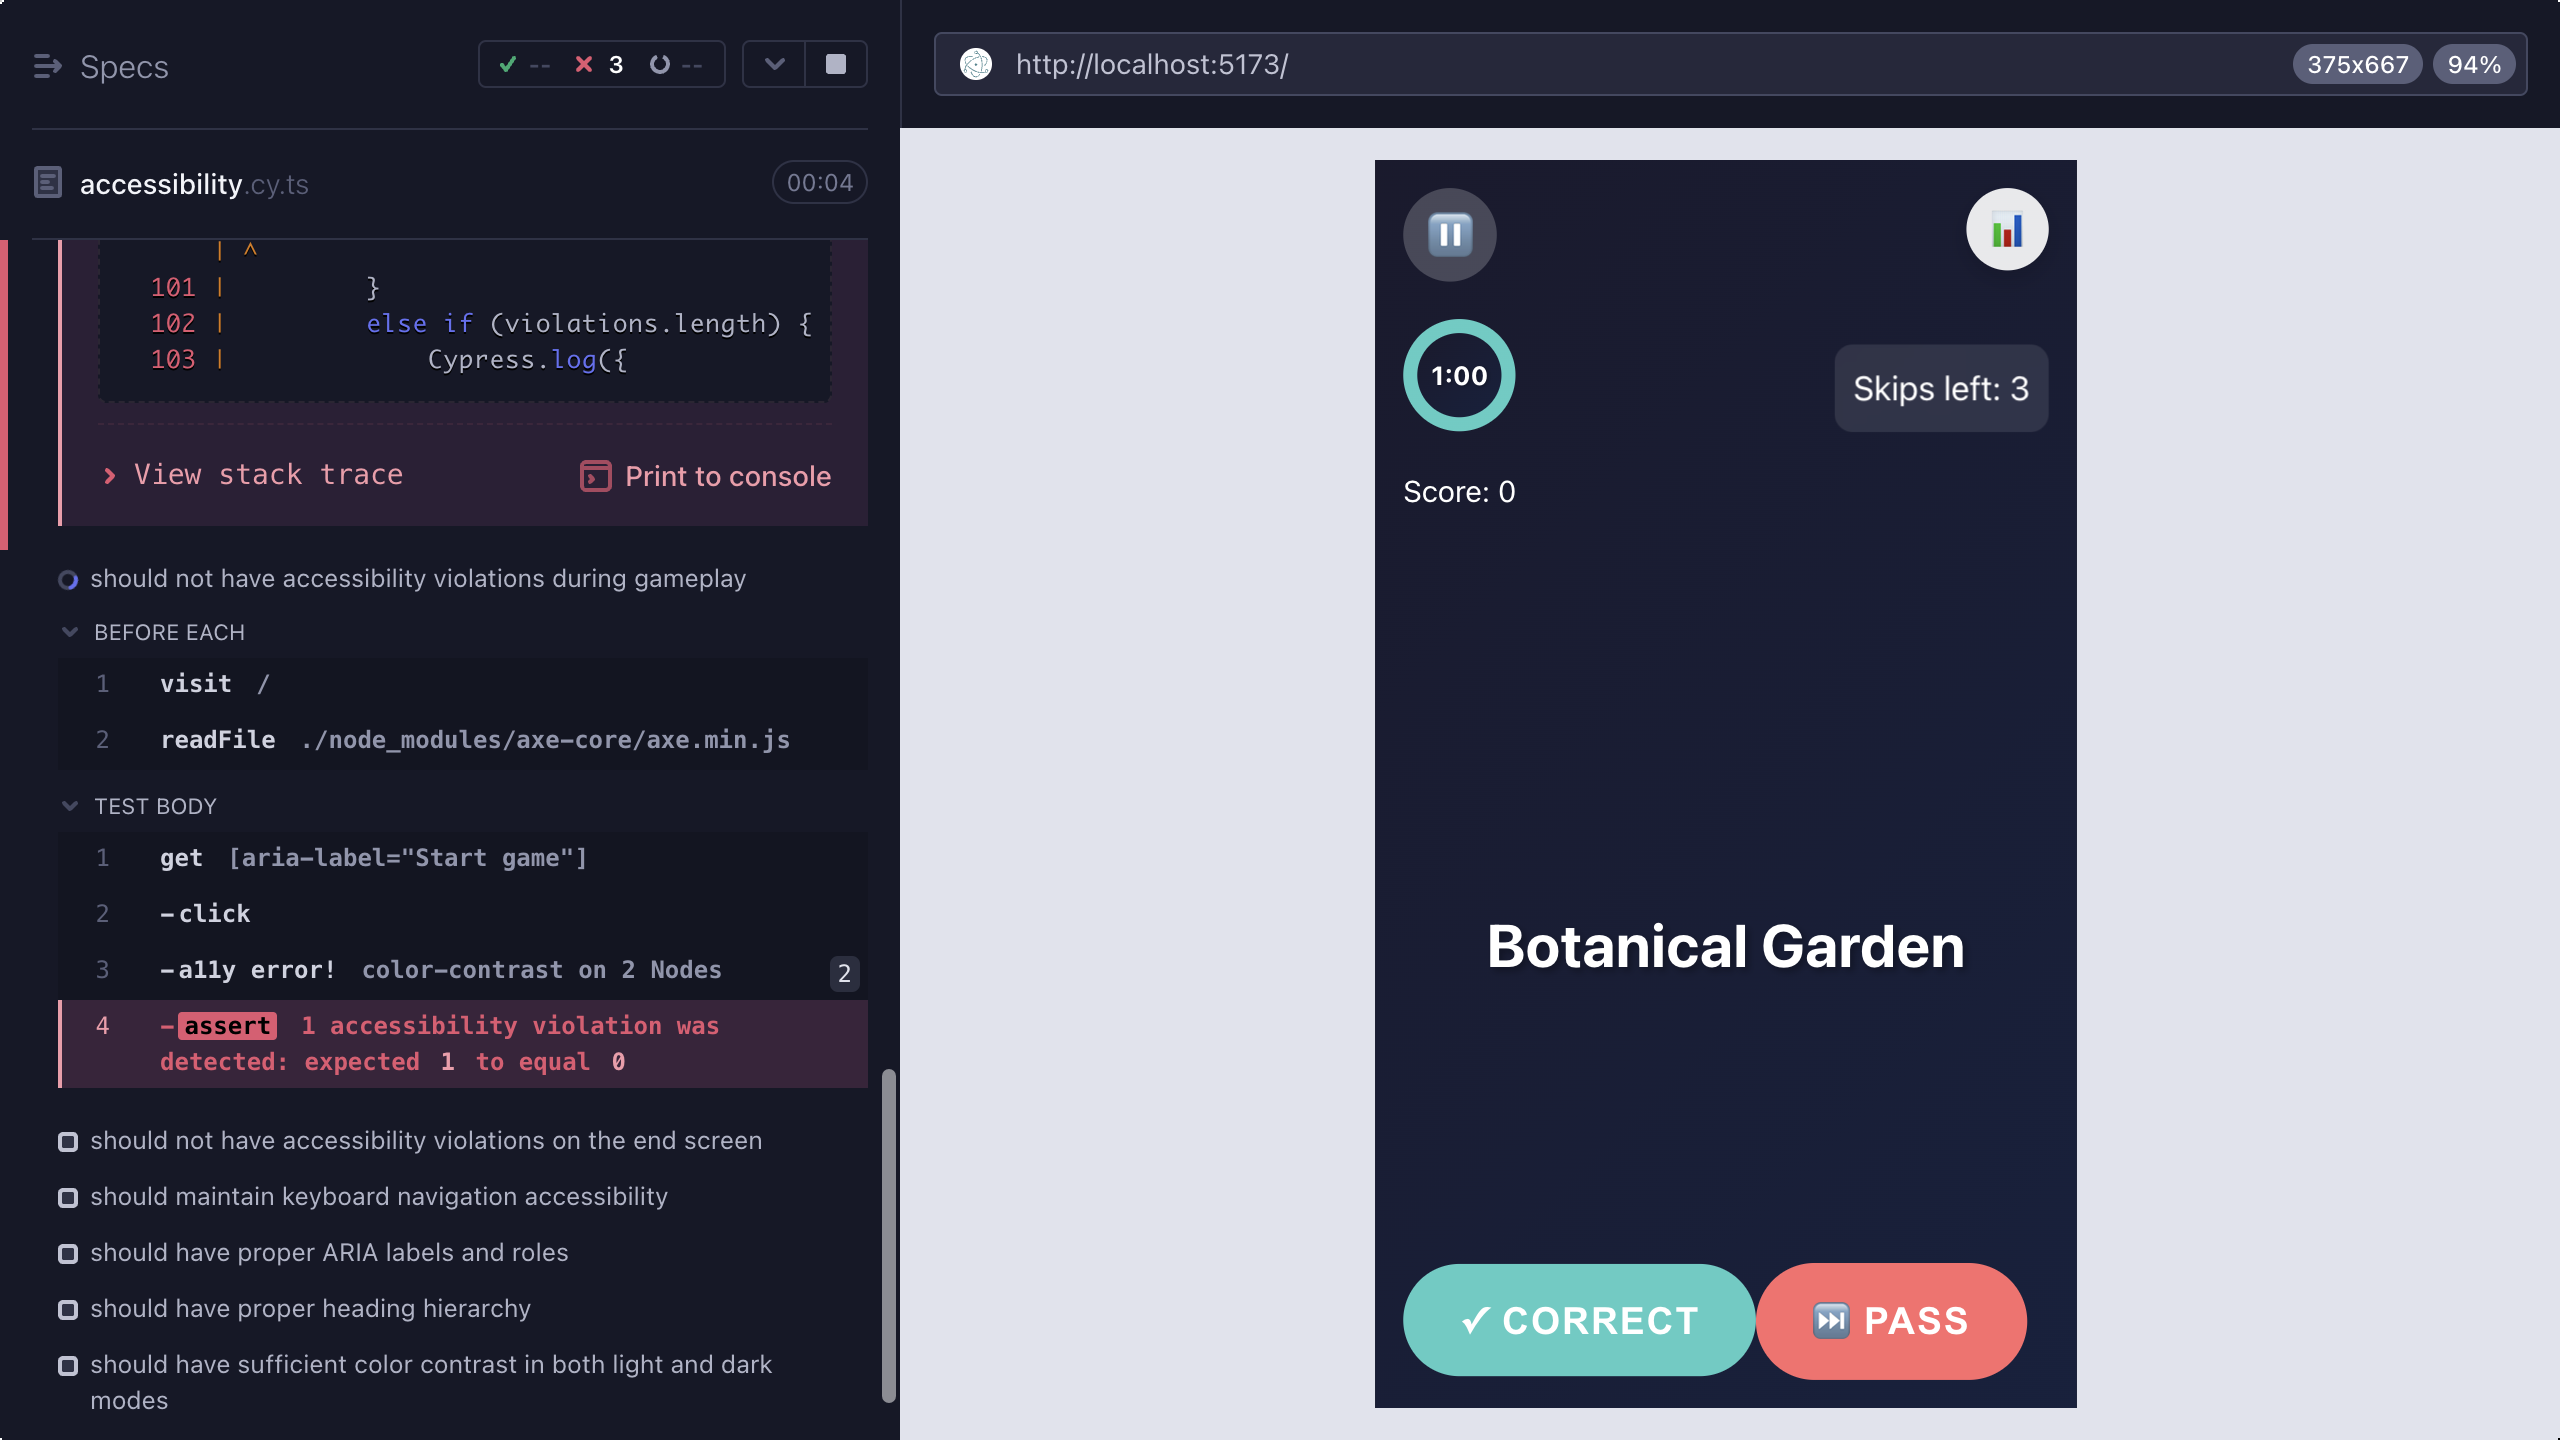 Specs
-- 3 --
accessibility.cy.ts
00:04
| ^
101 | }
102 | else if (violations.length) {
103 | Cypress.log({
View stack trace
Print to console
should not have accessibility violations during gameplay
BEFORE EACH
1 visit /
2 readFile ./node_modules/axe-core/axe.min.js
TEST BODY
1 get [aria-label="Start game"]
2 -click
3 -a11y error! color-contrast on 2 Nodes 2
4 -assert 1 accessibility violation was
detected: expected 1 to equal 0
should not have accessibility violations on the end screen
should maintain keyboard navigation accessibility
should have proper ARIA labels and roles
should have proper heading hierarchy
should have sufficient color contrast in both light and dark
modes
http://localhost:5173/
375x667
94%
1:00
Skips left: 3
Score: 0
Botanical Garden
✓ CORRECT
⏭️ PASS